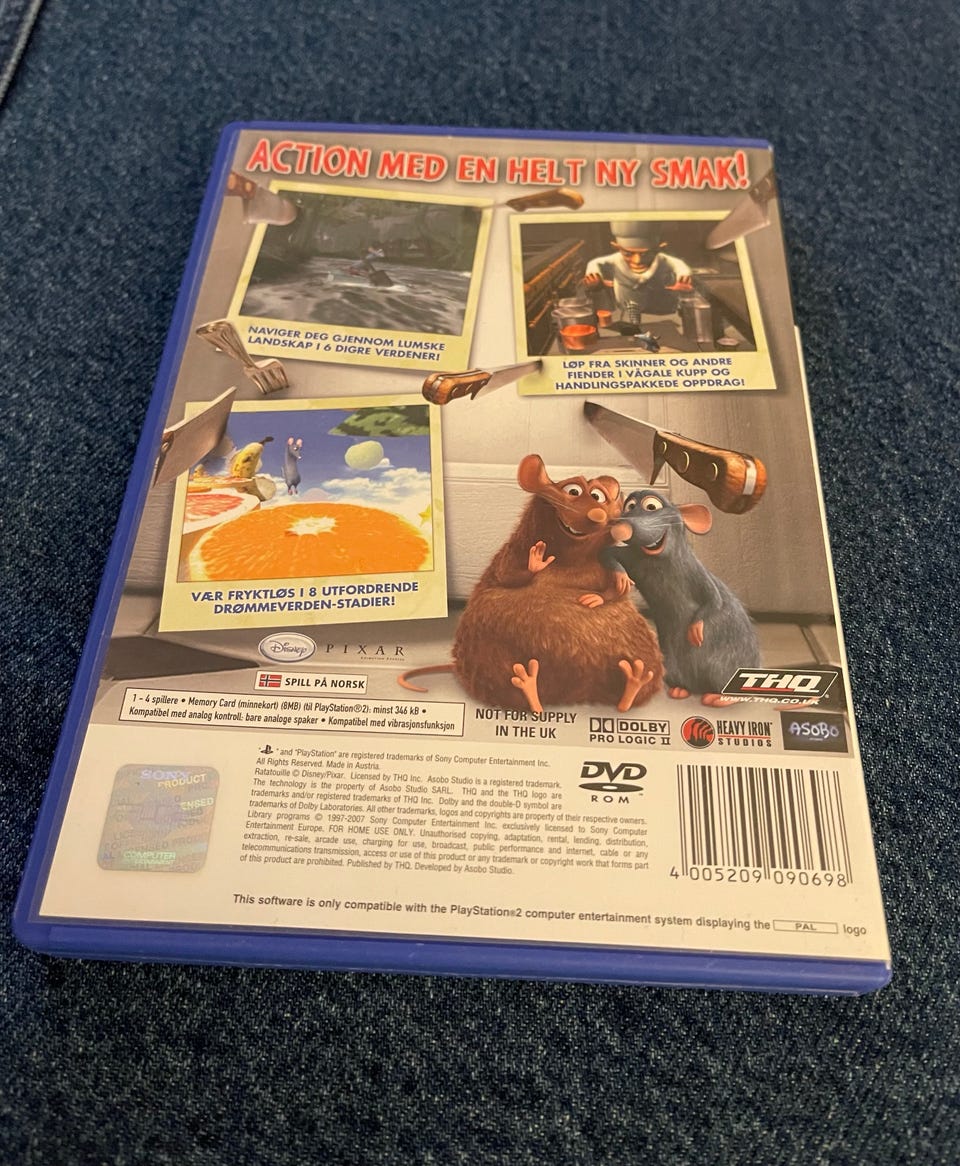 ACTION MED EN HELT NY SMAK!
NAVIGER DEG GJENNOM LUMSKE
LANDSKAP I 6 DIGRE VERDENER!
LØP FRA SKINNER OG ANDRE
FIENDER I VÅGALE KUPP OG
HANDLINGSPAKKEDE OPPDRAG!
VÆR FRYKTLØS I 8 UTFORDRENDE
DRØMMEVERDEN-STADIER!
Disney PIXAR
SPILL PÅ NORSK
1 - 4 spillere • Memory Card (minnekort) (8MB) (til PlayStation®2): minst 346 kB •
Kompatibel med analog kontroll: bare analoge spaker • Kompatibel med vibrasjonsfunksjon
NOT FOR SUPPLY
IN THE UK
DOLBY
PRO LOGIC II
HEAVY IRON
STUDIOS
THQ
WWW.THQ.CO.UK
ASOBO
" and "PlayStation" are registered trademarks of Sony Computer Entertainment Inc.
All Rights Reserved. Made in Austria.
Ratatouille © Disney/Pixar. Licensed by THQ Inc. Asobo Studio is a registered trademark.
The technology is the property of Asobo Studio SARL. THQ and the THQ logo are
trademarks and/or registered trademarks of THQ Inc. Dolby and the double-D symbol are
trademarks of Dolby Laboratories. All other trademarks, logos and copyrights are property of their respective owners.
Library programs © 1997-2007 Sony Computer Entertainment Inc. exclusively licensed to Sony Computer
Entertainment Europe. FOR HOME USE ONLY. Unauthorised copying, adaptation, rental, lending, distribution,
extraction, re-sale, arcade use, charging for use, broadcast, public performance and internet, cable or any
telecommunications transmission, access or use of this product or any trademark or copyright work that forms part
of this product are prohibited. Published by THQ. Developed by Asobo Studio.
DVD
ROM
SONY
PRODUCT
COMPUTER
4 005209 090698
This software is only compatible with the PlayStation®2 computer entertainment system displaying the PAL logo